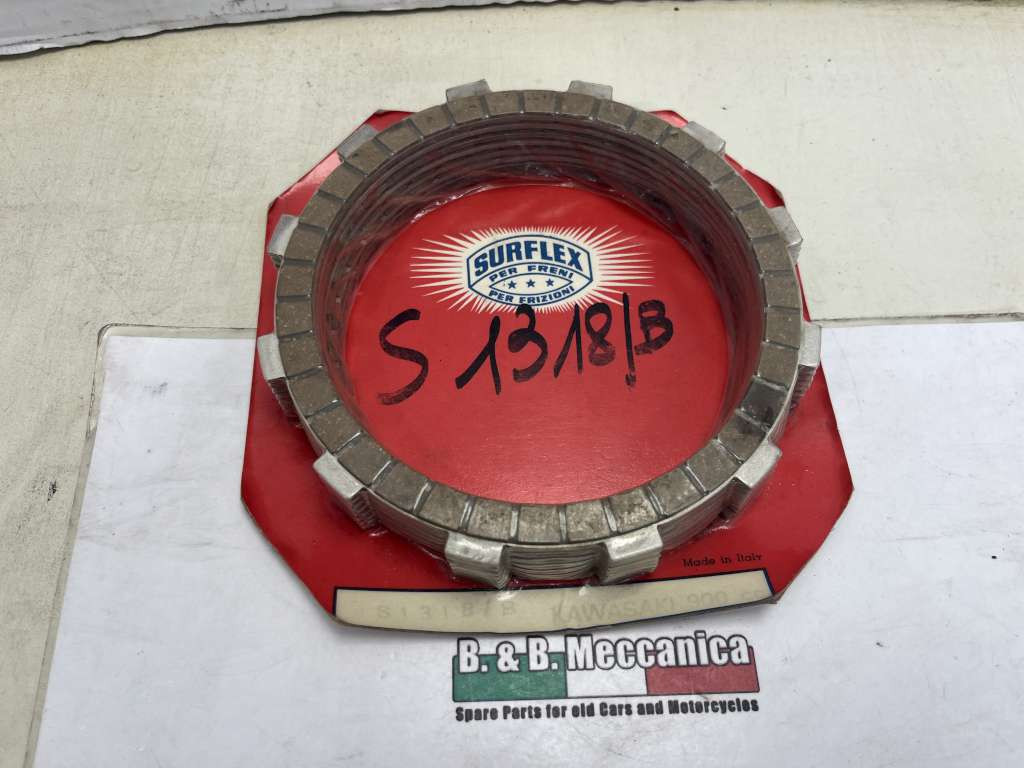 SURFLEX
PER FRENI
PER FRIZIONI
S 1318/B
Made in Italy
S1318/B KAWASAKI 900
B. & B. Meccanica
Spare Parts for old Cars and Motorcycles